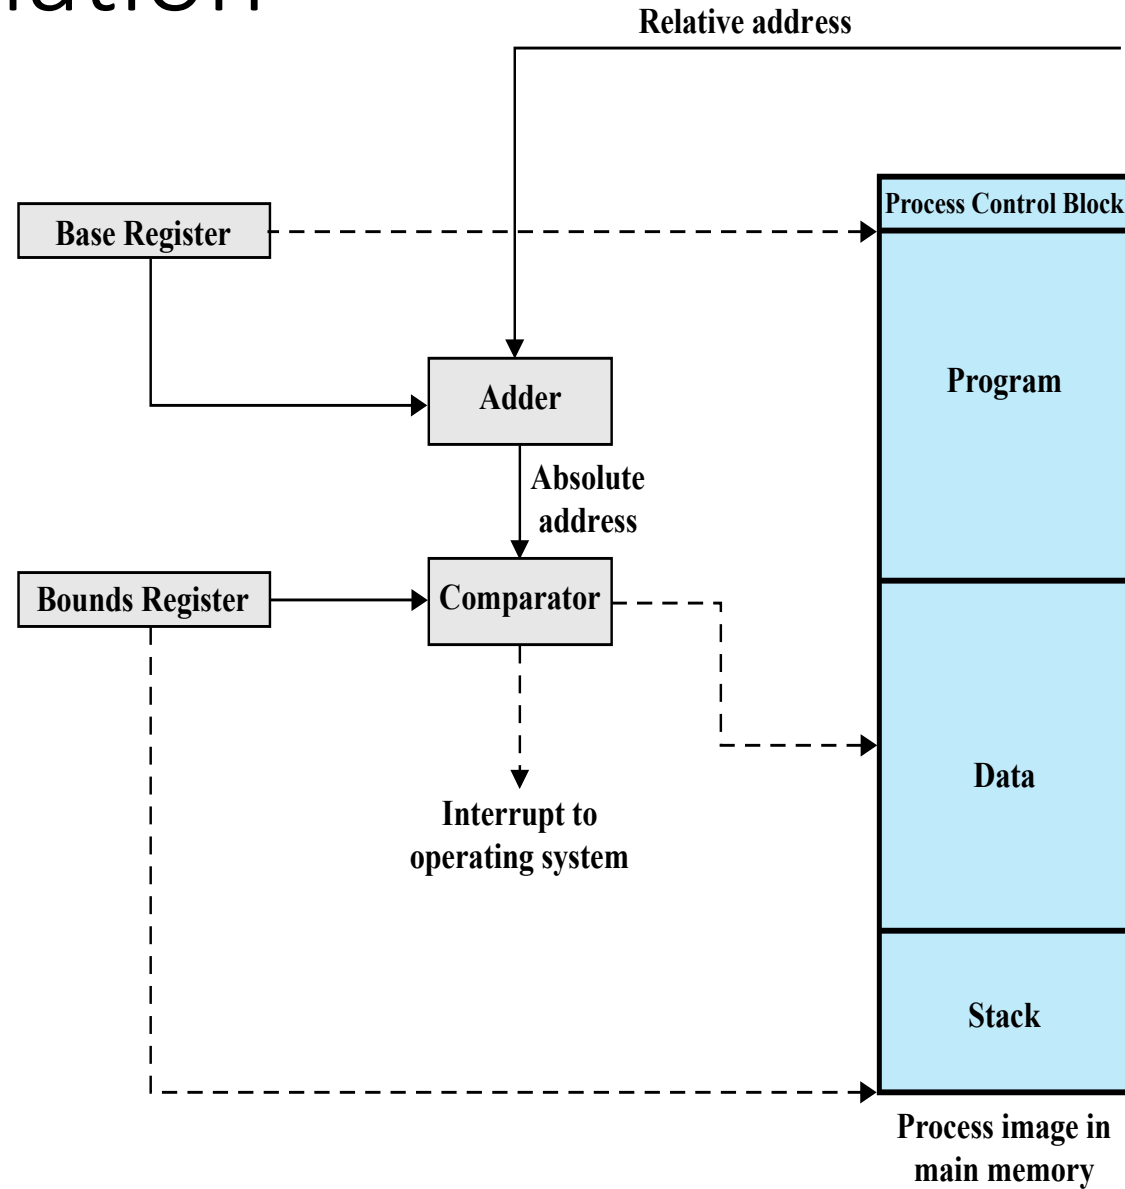 Relative address
Process Control Block
Base Register
Program
Adder
Absolute
address
Bounds Register
Comparator
Data
Interrupt to
operating system
Stack
Process image in
main memory